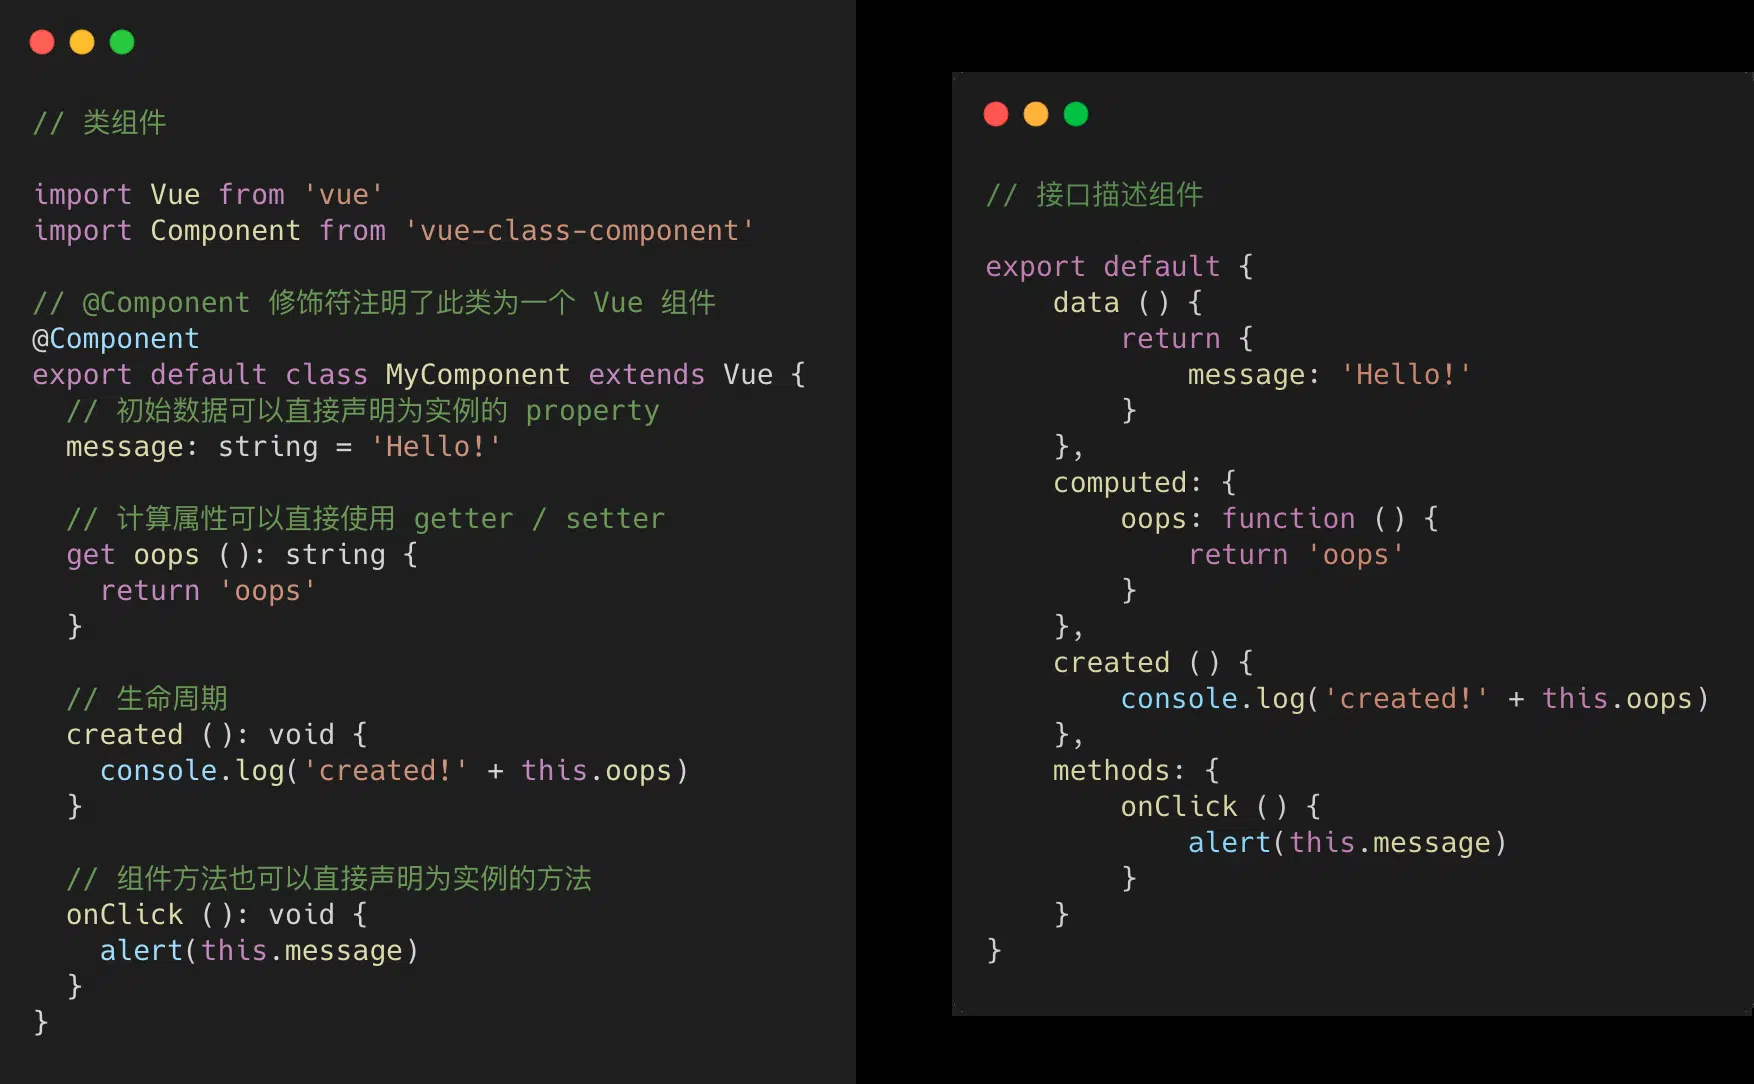 // 类组件
import Vue from 'vue'
import Component from 'vue-class-component'
// @Component 修饰符注明了此类为一个 Vue 组件
@Component
export default class MyComponent extends Vue {
  // 初始数据可以直接声明为实例的 property
  message: string = 'Hello!'
  // 计算属性可以直接使用 getter / setter
  get oops (): string {
    return 'oops'
  }
  // 生命周期
  created (): void {
    console.log('created!' + this.oops)
  }
  // 组件方法也可以直接声明为实例的方法
  onClick (): void {
    alert(this.message)
  }
}
// 接口描述组件
export default {
    data () {
        return {
            message: 'Hello!'
        }
    },
    computed: {
        oops: function () {
            return 'oops'
        }
    },
    created () {
        console.log('created!' + this.oops)
    },
    methods: {
        onClick () {
            alert(this.message)
        }
    }
}